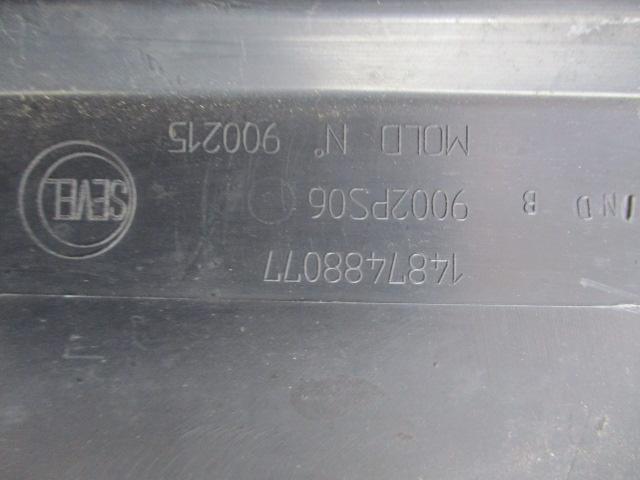 1487488077
IND B 9002PS06
SEVEL
MOLD N° 900215